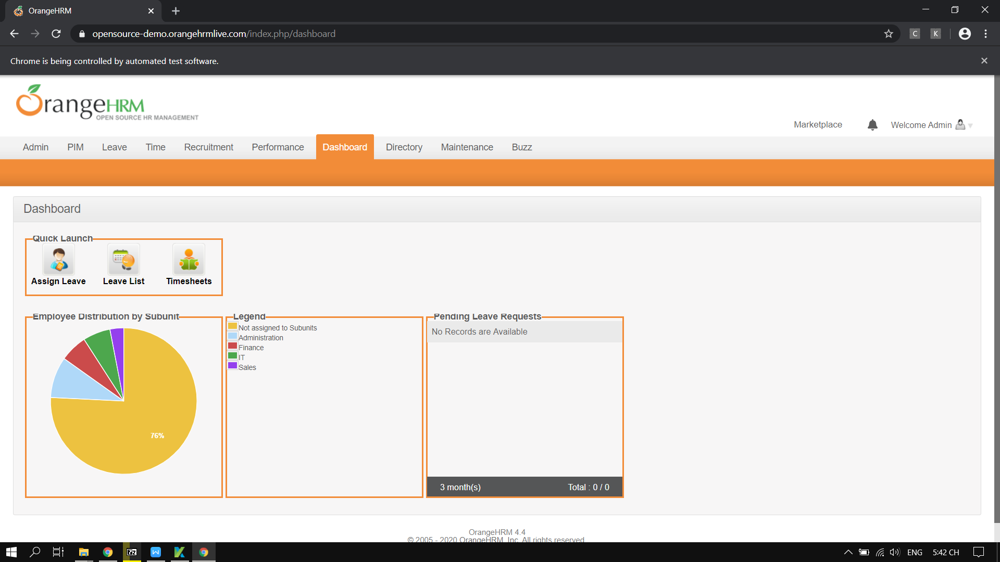 OrangeHRM
opensource-demo.orangehrmlive.com/index.php/dashboard
C K
Chrome is being controlled by automated test software.
OrangeHRM
OPEN SOURCE HR MANAGEMENT
Marketplace Welcome Admin
Admin PIM Leave Time Recruitment Performance Dashboard Directory Maintenance Buzz
Dashboard
Quick Launch
Assign Leave Leave List Timesheets
Employee Distribution by Subunit
76%
Legend
Not assigned to Subunits
Administration
Finance
IT
Sales
Pending Leave Requests
No Records are Available
3 month(s) Total : 0 / 0
OrangeHRM 4.4
© 2005 - 2020 OrangeHRM, Inc. All rights reserved
ENG 5:42 CH